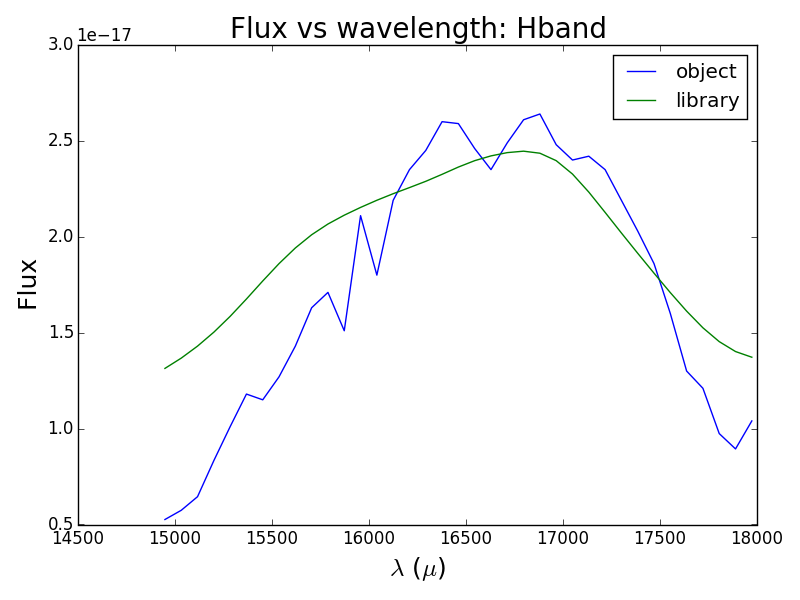 Flux vs wavelength: Hband
1e−17
object
library
3.0
2.5
2.0
1.5
1.0
0.5
Flux
14500 15000 15500 16000 16500 17000 17500 18000
λ (μ)